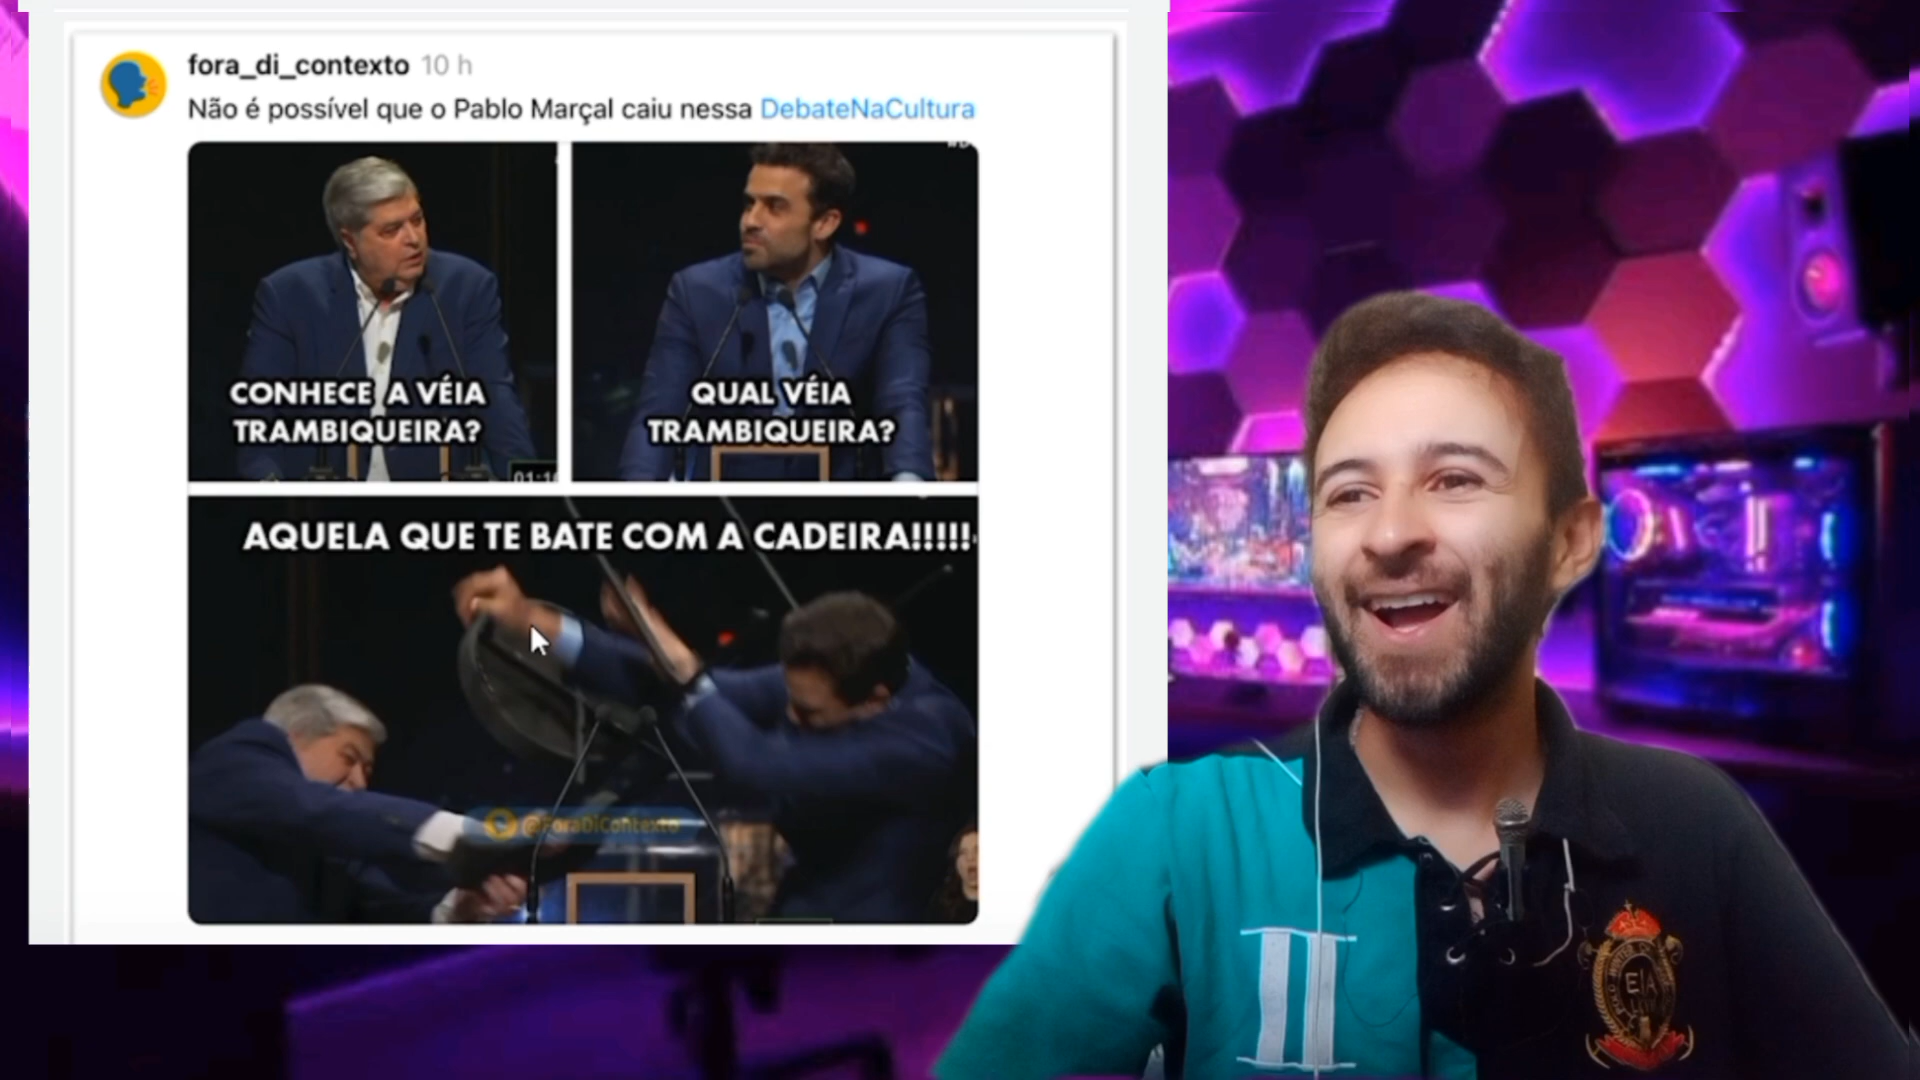 fora_di_contexto 10 h
Não é possível que o Pablo Marçal caiu nessa DebateNaCultura
CONHECE A VÉIA
TRAMBIQUEIRA?
QUAL VÉIA
TRAMBIQUEIRA?
AQUELA QUE TE BATE COM A CADEIRA!!!!!
@ForaDiContexto
E|A